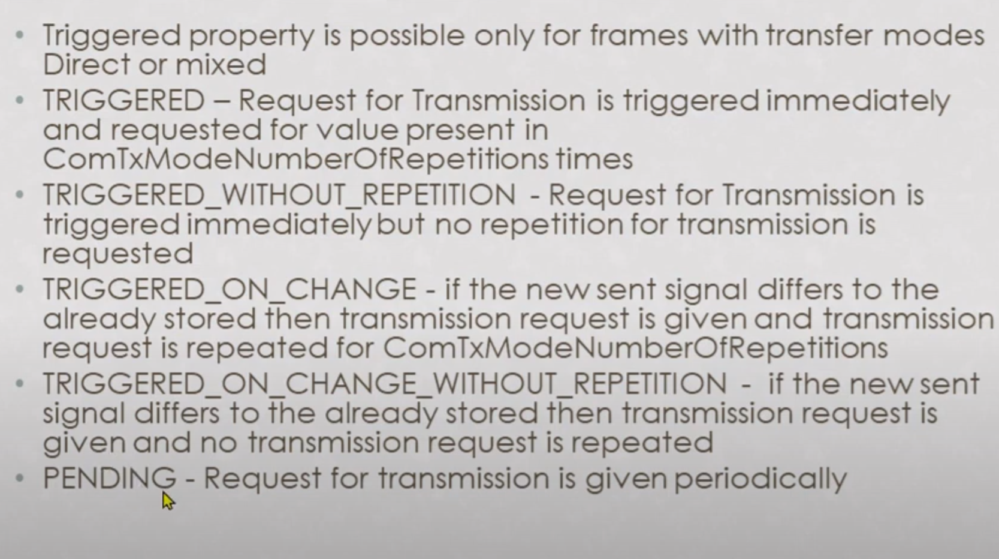 • Triggered property is possible only for frames with transfer modes
Direct or mixed
• TRIGGERED – Request for Transmission is triggered immediately
and requested for value present in
ComTxModeNumberOfRepetitions times
• TRIGGERED_WITHOUT_REPETITION - Request for Transmission is
triggered immediately but no repetition for transmission is
requested
• TRIGGERED_ON_CHANGE - if the new sent signal differs to the
already stored then transmission request is given and transmission
request is repeated for ComTxModeNumberOfRepetitions
• TRIGGERED_ON_CHANGE_WITHOUT_REPETITION - if the new sent
signal differs to the already stored then transmission request is
given and no transmission request is repeated
• PENDING - Request for transmission is given periodically